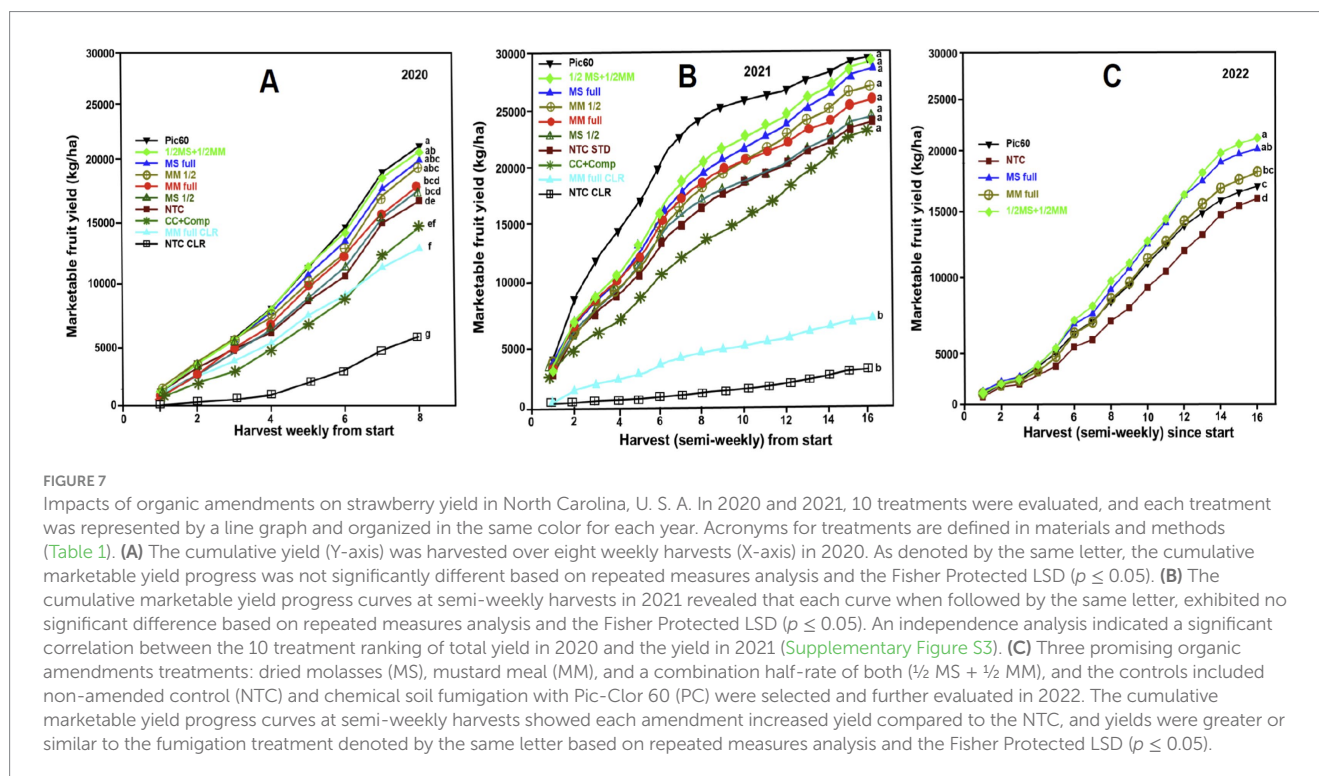 Marketable fruit yield (kg/ha)
30000
25000
20000
15000
10000
5000
0
A
2020
Pic60
1/2MS+1/2MM
MS full
MM 1/2
MM full
MS 1/2
NTC
CC+Comp
MM full CLR
NTC CLR
a
ab
abc
abc
bcd
bcd
de
ef
f
g
0 2 4 6 8
Harvest weekly from start
Marketable fruit yield (kg/ha)
30000
25000
20000
15000
10000
5000
0
B
2021
Pic60
1/2 MS+1/2MM
MS full
MM 1/2
MM full
MS 1/2
NTC STD
CC+Comp
MM full CLR
NTC CLR
a
a
a
a
a
a
a
a
b
b
0 2 4 6 8 10 12 14 16
Harvest (semi-weekly) from start
Marketable fruit yield (kg/ha)
30000
25000
20000
15000
10000
5000
0
C
2022
Pic60
NTC
MS full
MM full
1/2MS+1/2MM
a
ab
bc
c
d
0 2 4 6 8 10 12 14 16
Harvest (semi-weekly) since start
FIGURE 7
Impacts of organic amendments on strawberry yield in North Carolina, U. S. A. In 2020 and 2021, 10 treatments were evaluated, and each treatment
was represented by a line graph and organized in the same color for each year. Acronyms for treatments are defined in materials and methods
(Table 1). (A) The cumulative yield (Y-axis) was harvested over eight weekly harvests (X-axis) in 2020. As denoted by the same letter, the cumulative
marketable yield progress was not significantly different based on repeated measures analysis and the Fisher Protected LSD (p ≤ 0.05). (B) The
cumulative marketable yield progress curves at semi-weekly harvests in 2021 revealed that each curve when followed by the same letter, exhibited no
significant difference based on repeated measures analysis and the Fisher Protected LSD (p ≤ 0.05). An independence analysis indicated a significant
correlation between the 10 treatment ranking of total yield in 2020 and the yield in 2021 (Supplementary Figure S3). (C) Three promising organic
amendments treatments: dried molasses (MS), mustard meal (MM), and a combination half-rate of both (½ MS + ½ MM), and the controls included
non-amended control (NTC) and chemical soil fumigation with Pic-Clor 60 (PC) were selected and further evaluated in 2022. The cumulative
marketable yield progress curves at semi-weekly harvests showed each amendment increased yield compared to the NTC, and yields were greater or
similar to the fumigation treatment denoted by the same letter based on repeated measures analysis and the Fisher Protected LSD (p ≤ 0.05).